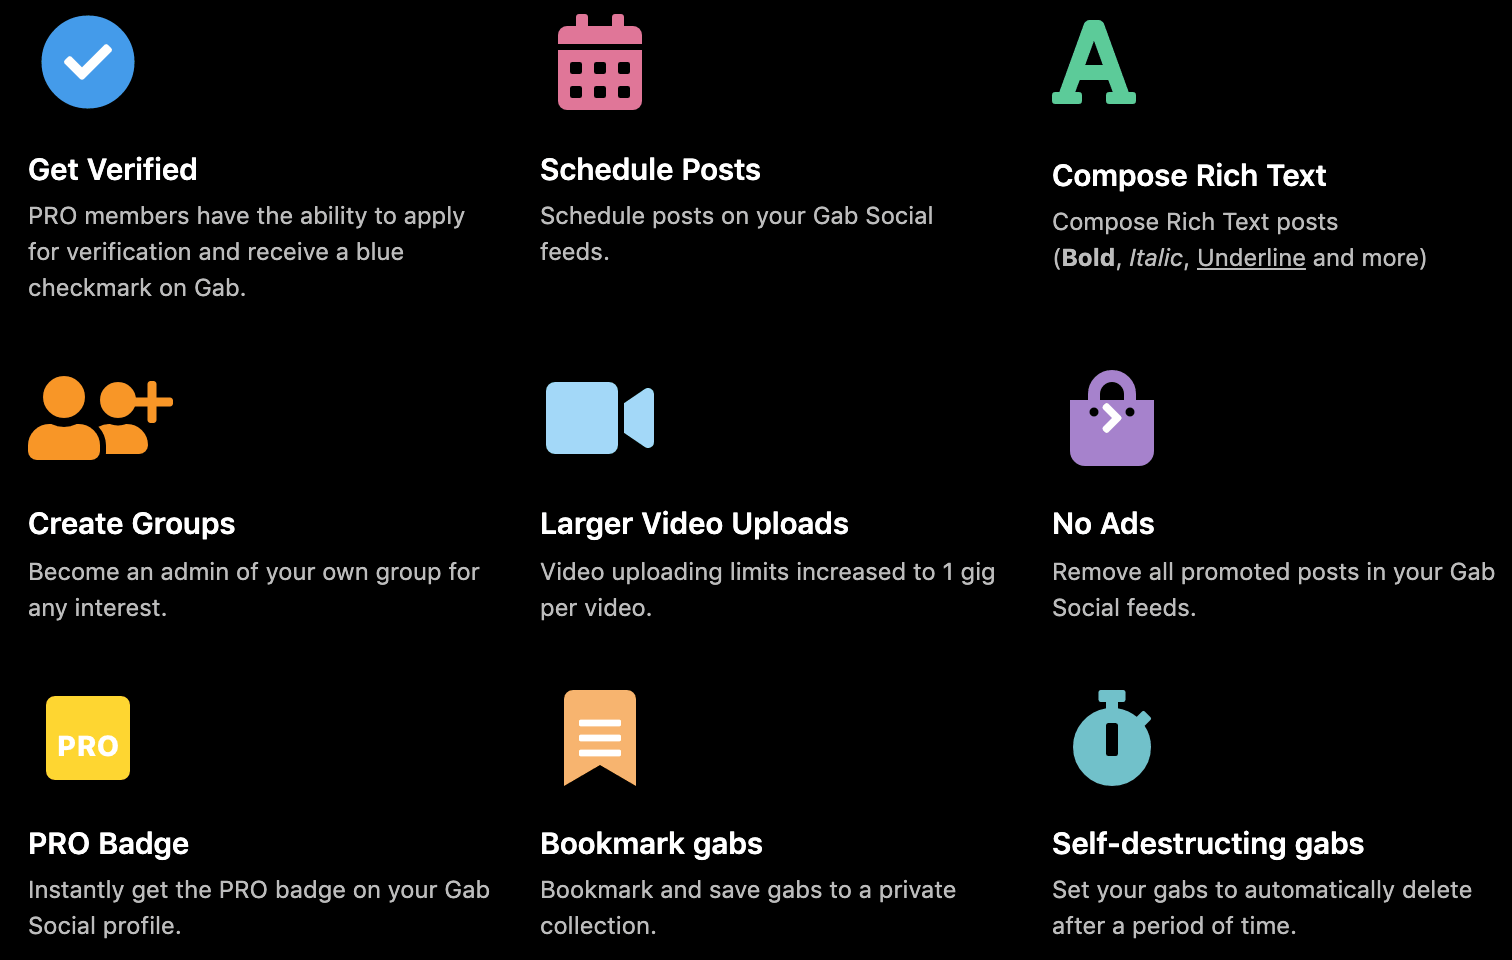 Get Verified
PRO members have the ability to apply
for verification and receive a blue
checkmark on Gab.
Schedule Posts
Schedule posts on your Gab Social
feeds.
Compose Rich Text
Compose Rich Text posts
(Bold, Italic, Underline and more)
Create Groups
Become an admin of your own group for
any interest.
Larger Video Uploads
Video uploading limits increased to 1 gig
per video.
No Ads
Remove all promoted posts in your Gab
Social feeds.
PRO
PRO Badge
Instantly get the PRO badge on your Gab
Social profile.
Bookmark gabs
Bookmark and save gabs to a private
collection.
Self-destructing gabs
Set your gabs to automatically delete
after a period of time.